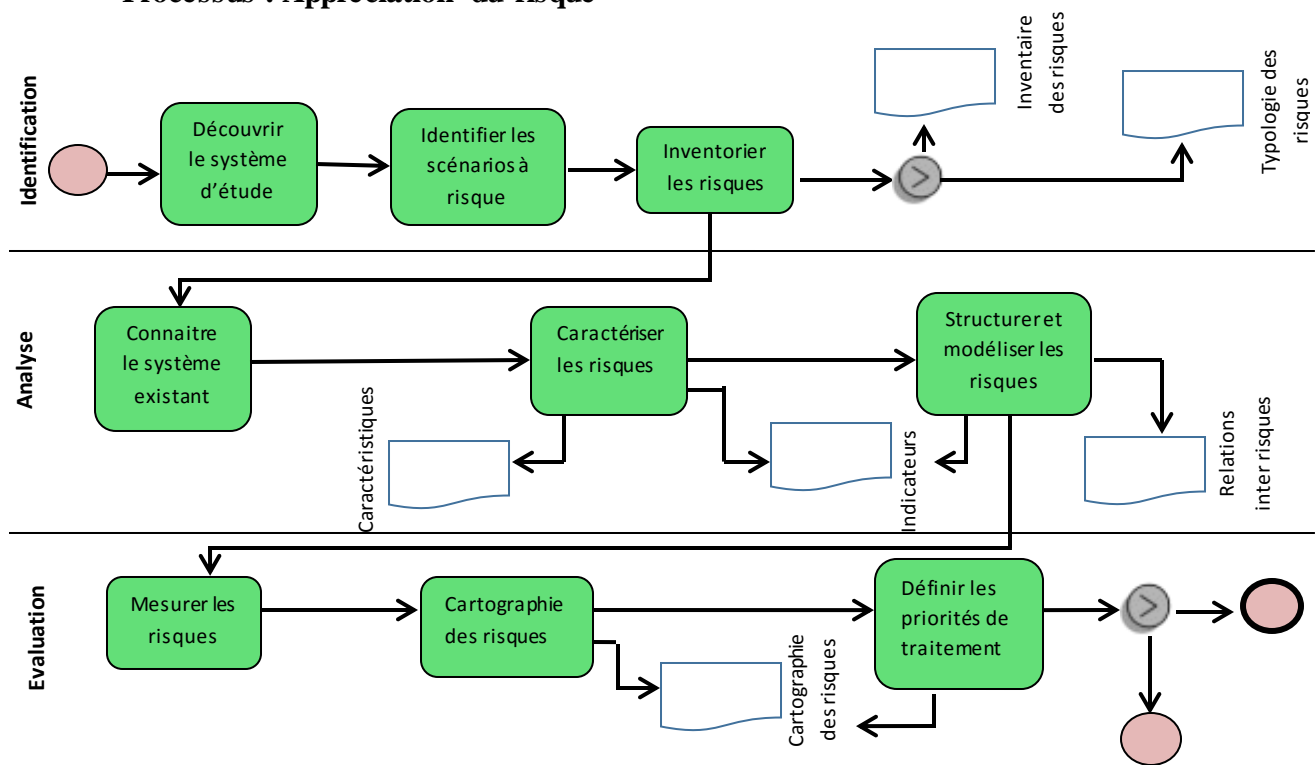 Processus : Appréciation du risque
Identification
Découvrir
le système
d'étude
Identifier les
scénarios à
risque
Inventorier
les risques
Inventaire
des risques
Typologie des
risques
Analyse
Connaitre
le système
existant
Caractériser
les risques
Structurer et
modéliser les
risques
Caractéristiques
Indicateurs
Relations
inter risques
Evaluation
Mesurer les
risques
Cartographie
des risques
Cartographie
des risques
Définir les
priorités de
traitement